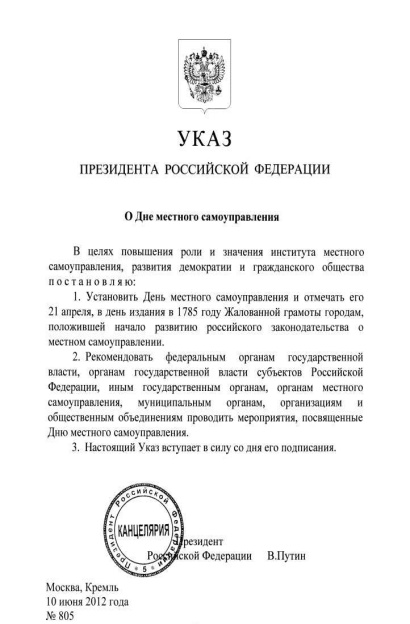 УКАЗ
ПРЕЗИДЕНТА РОССИЙСКОЙ ФЕДЕРАЦИИ
О Дне местного самоуправления
В целях повышения роли и значения института местного
самоуправления, развития демократии и гражданского общества
постановляю:
1. Установить День местного самоуправления и отмечать его
21 апреля, в день издания в 1785 году Жалованной грамоты городам,
положившей начало развитию российского законодательства о
местном самоуправлении.
2. Рекомендовать федеральным органам государственной
власти, органам государственной власти субъектов Российской
Федерации, иным государственным органам, органам местного
самоуправления, муниципальным органам, организациям и
общественным объединениям проводить мероприятия, посвященные
Дню местного самоуправления.
3. Настоящий Указ вступает в силу со дня его подписания.
Президент Российской Федерации
КАНЦЕЛЯРИЯ
5
Президент
Российской Федерации В.Путин
Москва, Кремль
10 июня 2012 года
№ 805